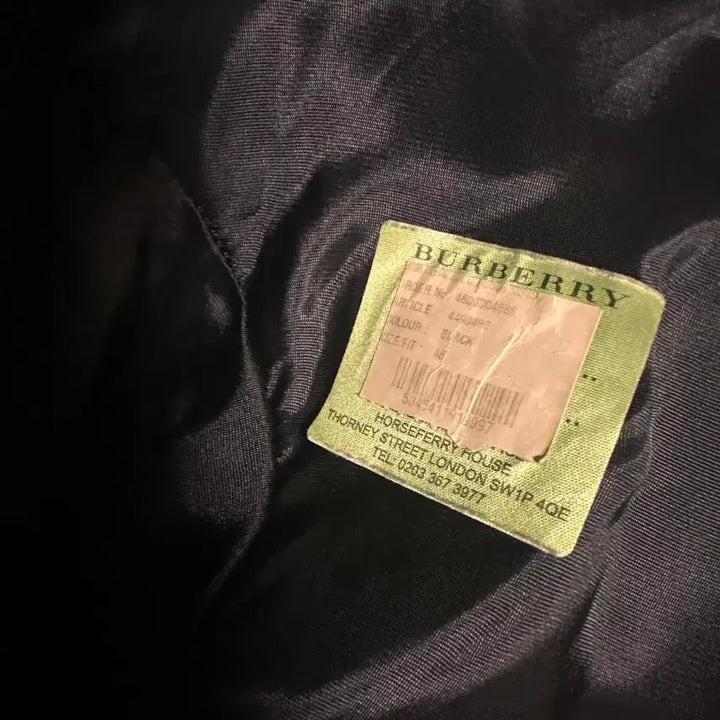 BURBERRY
ORDER No
ARTICLE
COLOUR: BLACK
SIZE/FIT: 46
HORSEFERRY HOUSE
THORNEY STREET LONDON SW1P 4QE
TEL: 0203 367 3977